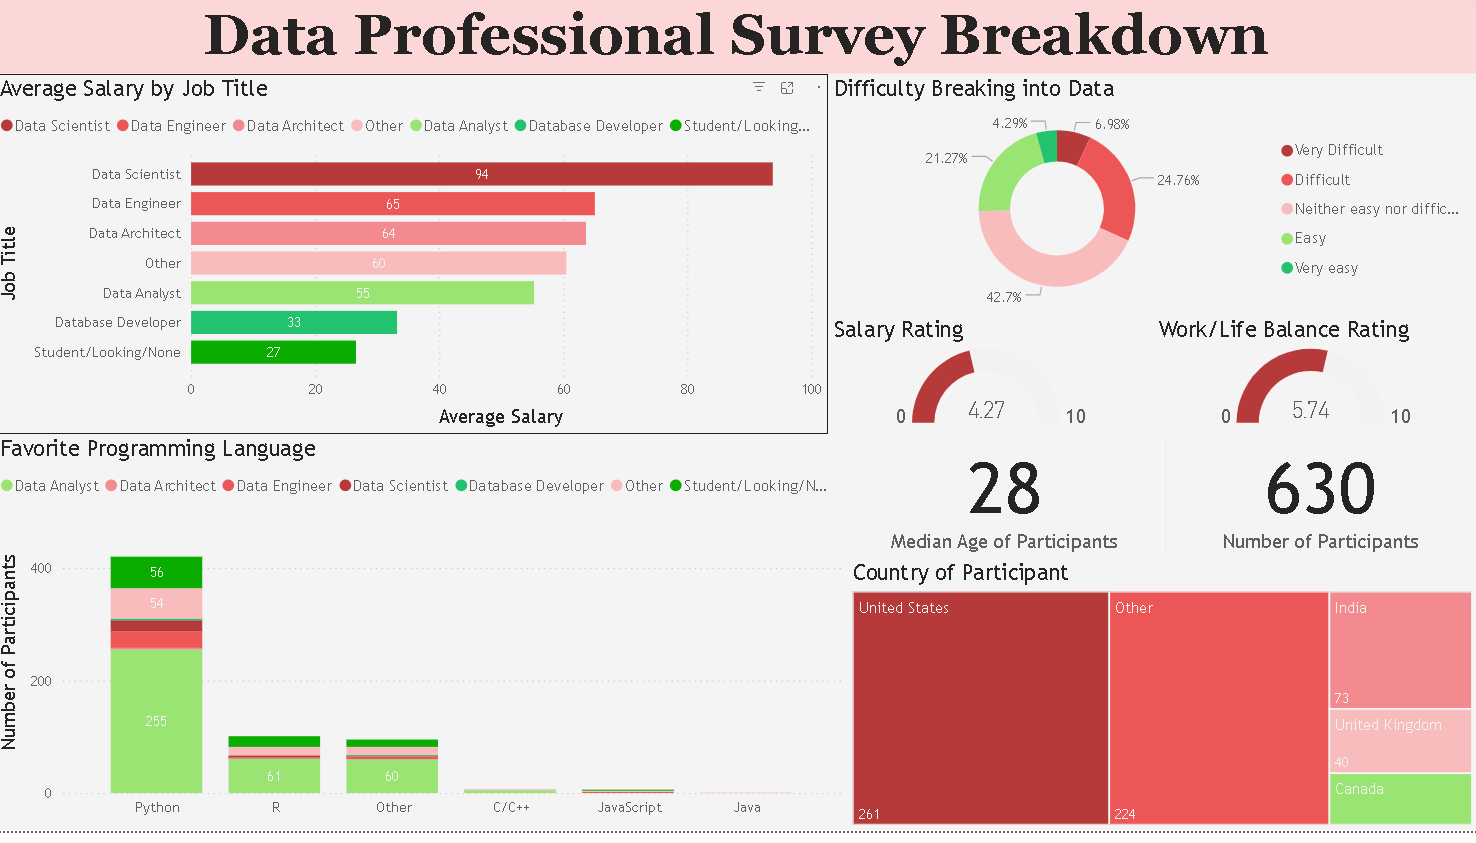 Data Professional Survey Breakdown
Average Salary by Job Title
Data Scientist Data Engineer Data Architect Other Data Analyst Database Developer Student/Looking...
Job Title
Data Scientist 94
Data Engineer 65
Data Architect 64
Other 60
Data Analyst 55
Database Developer 33
Student/Looking/None 27
0 20 40 60 80 100
Average Salary
Difficulty Breaking into Data
4.29%
6.98%
21.27%
24.76%
42.7%
Very Difficult
Difficult
Neither easy nor diffic...
Easy
Very easy
Salary Rating
0 4.27 10
Work/Life Balance Rating
0 5.74 10
28
Median Age of Participants
630
Number of Participants
Favorite Programming Language
Data Analyst Data Architect Data Engineer Data Scientist Database Developer Other Student/Looking/N...
Number of Participants
400
200
0
56
54
255
61
60
Python R Other C/C++ JavaScript Java
Country of Participant
United States
261
Other
224
India
73
United Kingdom
40
Canada